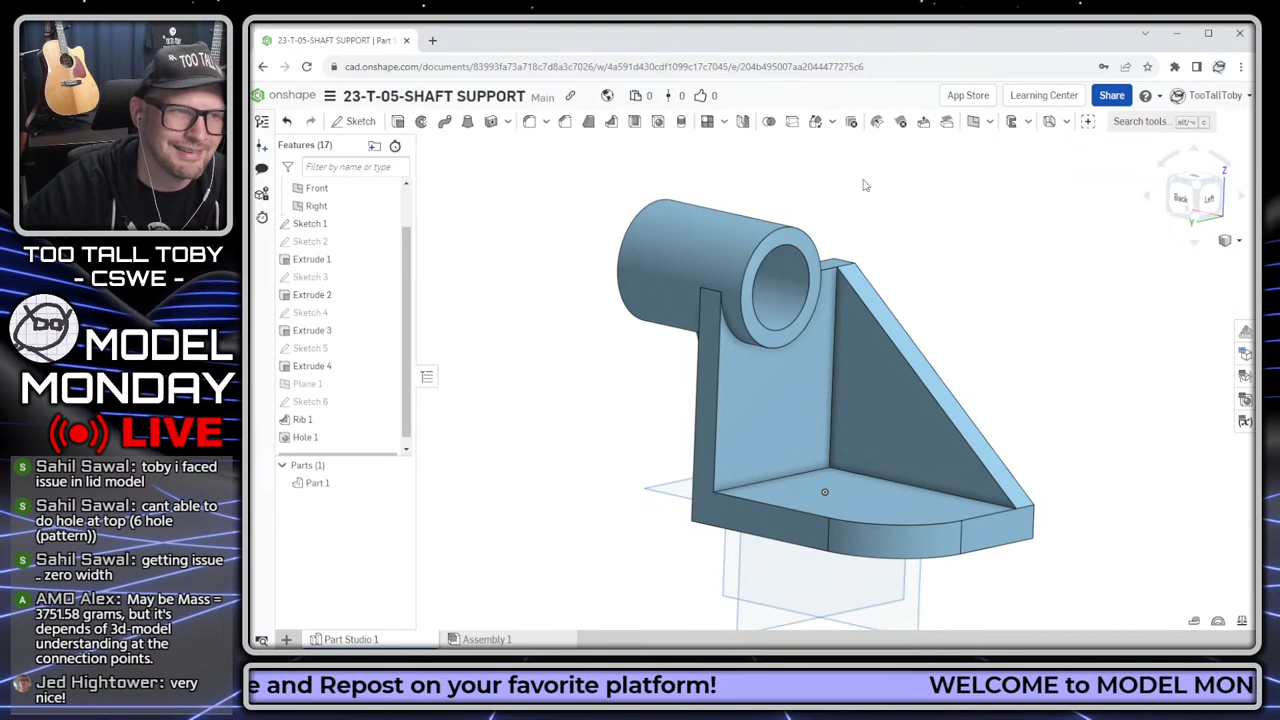 TOO TALL
TOO TALL TOBY
- CSWE -
MODEL
MONDAY
LIVE
S Sahil Sawal: toby i faced
issue in lid model
S Sahil Sawal: cant able to
do hole at top (6 hole
(pattern))
S Sahil Sawal: getting issue
.. zero width
A AMO Alex: May be Mass =
3751.58 grams, but it's
depends of 3d-model
understanding at the
connection points.
Jed Hightower: very
nice!
23-T-05-SHAFT SUPPORT | Part
cad.onshape.com/documents/83993fa73a718c7d8a3c7026/w/4a591d430cdf1099c17c7045/e/204b495007aa2044477275c6
onshape 23-T-05-SHAFT SUPPORT Main 0 0 0 App Store Learning Center Share TooTallToby
Sketch Search tools... alt/⌥ c
Features (17)
Filter by name or type
Front
Right
Sketch 1
Sketch 2
Extrude 1
Sketch 3
Extrude 2
Sketch 4
Extrude 3
Sketch 5
Extrude 4
Plane 1
Sketch 6
Rib 1
Hole 1
Parts (1)
Part 1
Z
Back Left
X
Y
Part Studio 1 Assembly 1
e and Repost on your favorite platform! WELCOME to MODEL MON